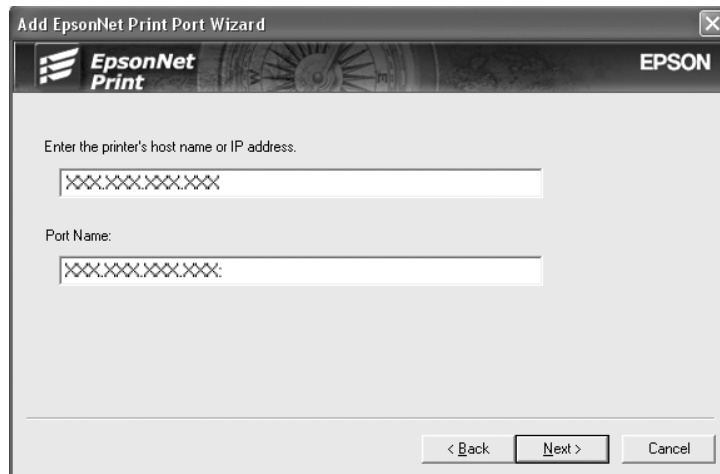 Add EpsonNet Print Port Wizard
EpsonNet
Print
EPSON
Enter the printer's host name or IP address.
XXX.XXX.XXX.XXX
Port Name:
XXX.XXX.XXX.XXX:
< Back
Next >
Cancel